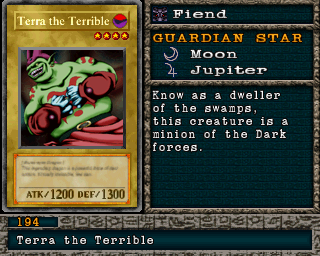 Terra the Terrible
ATK/1200 DEF/1300
Fiend
GUARDIAN STAR
Moon
Jupiter
Know as a dweller
of the swamps,
this creature is a
minion of the Dark
forces.
194
Terra the Terrible